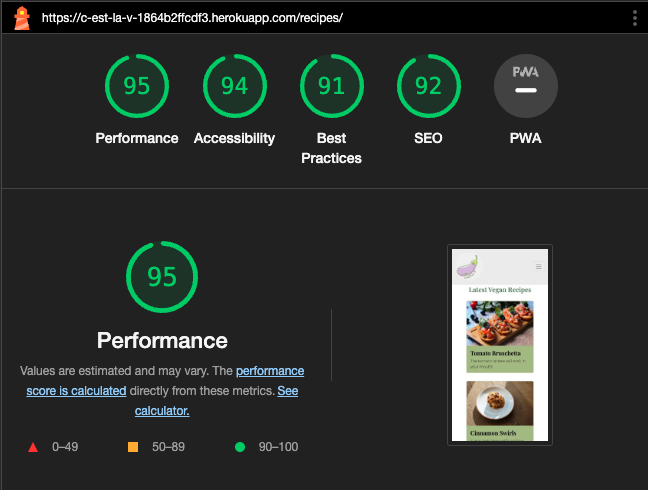 https://c-est-la-v-1864b2ffcdf3.herokuapp.com/recipes/
95 94 91 92 PWA
Performance Accessibility Best Practices SEO PWA
95
Performance
Values are estimated and may vary. The performance
score is calculated directly from these metrics. See
calculator.
0–49 50–89 90–100
Latest Vegan Recipes
Tomato Bruschetta
Cinnamon Swirls